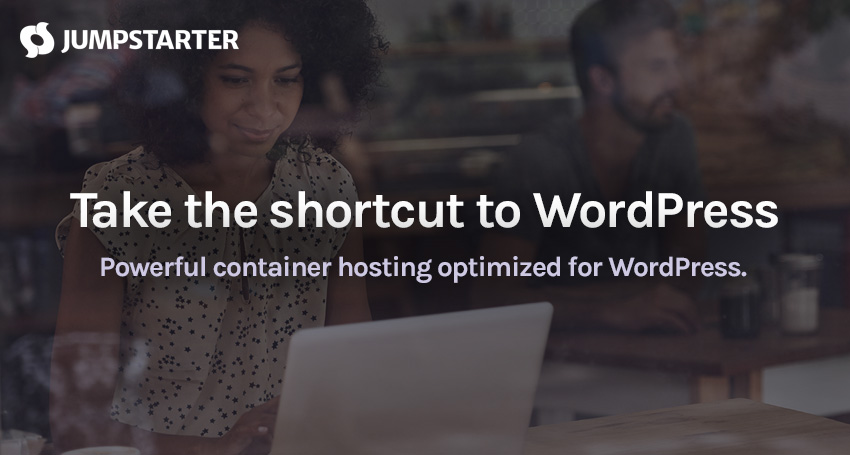 JUMPSTARTER
Take the shortcut to WordPress
Powerful container hosting optimized for WordPress.